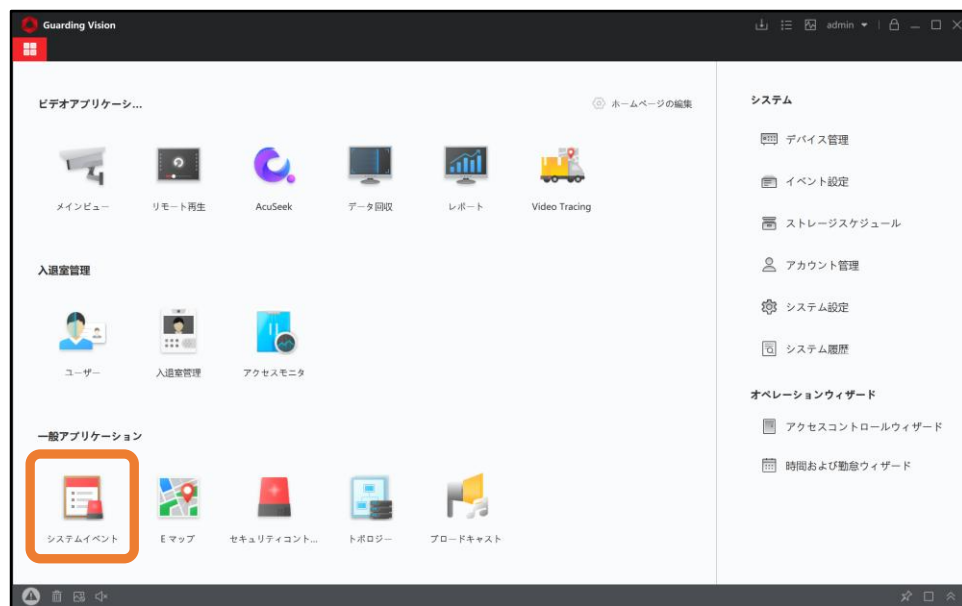 Guarding Vision
admin
ビデオアプリケーシ...
ホームページの編集
メインビュー
リモート再生
AcuSeek
データ回収
レポート
Video Tracing
入退室管理
ユーザー
入退室管理
アクセスモニタ
一般アプリケーション
システムイベント
E マップ
セキュリティコント...
トポロジー
ブロードキャスト
システム
デバイス管理
イベント設定
ストレージスケジュール
アカウント管理
システム設定
システム履歴
オペレーションウィザード
アクセスコントロールウィザード
時間および勤怠ウィザード